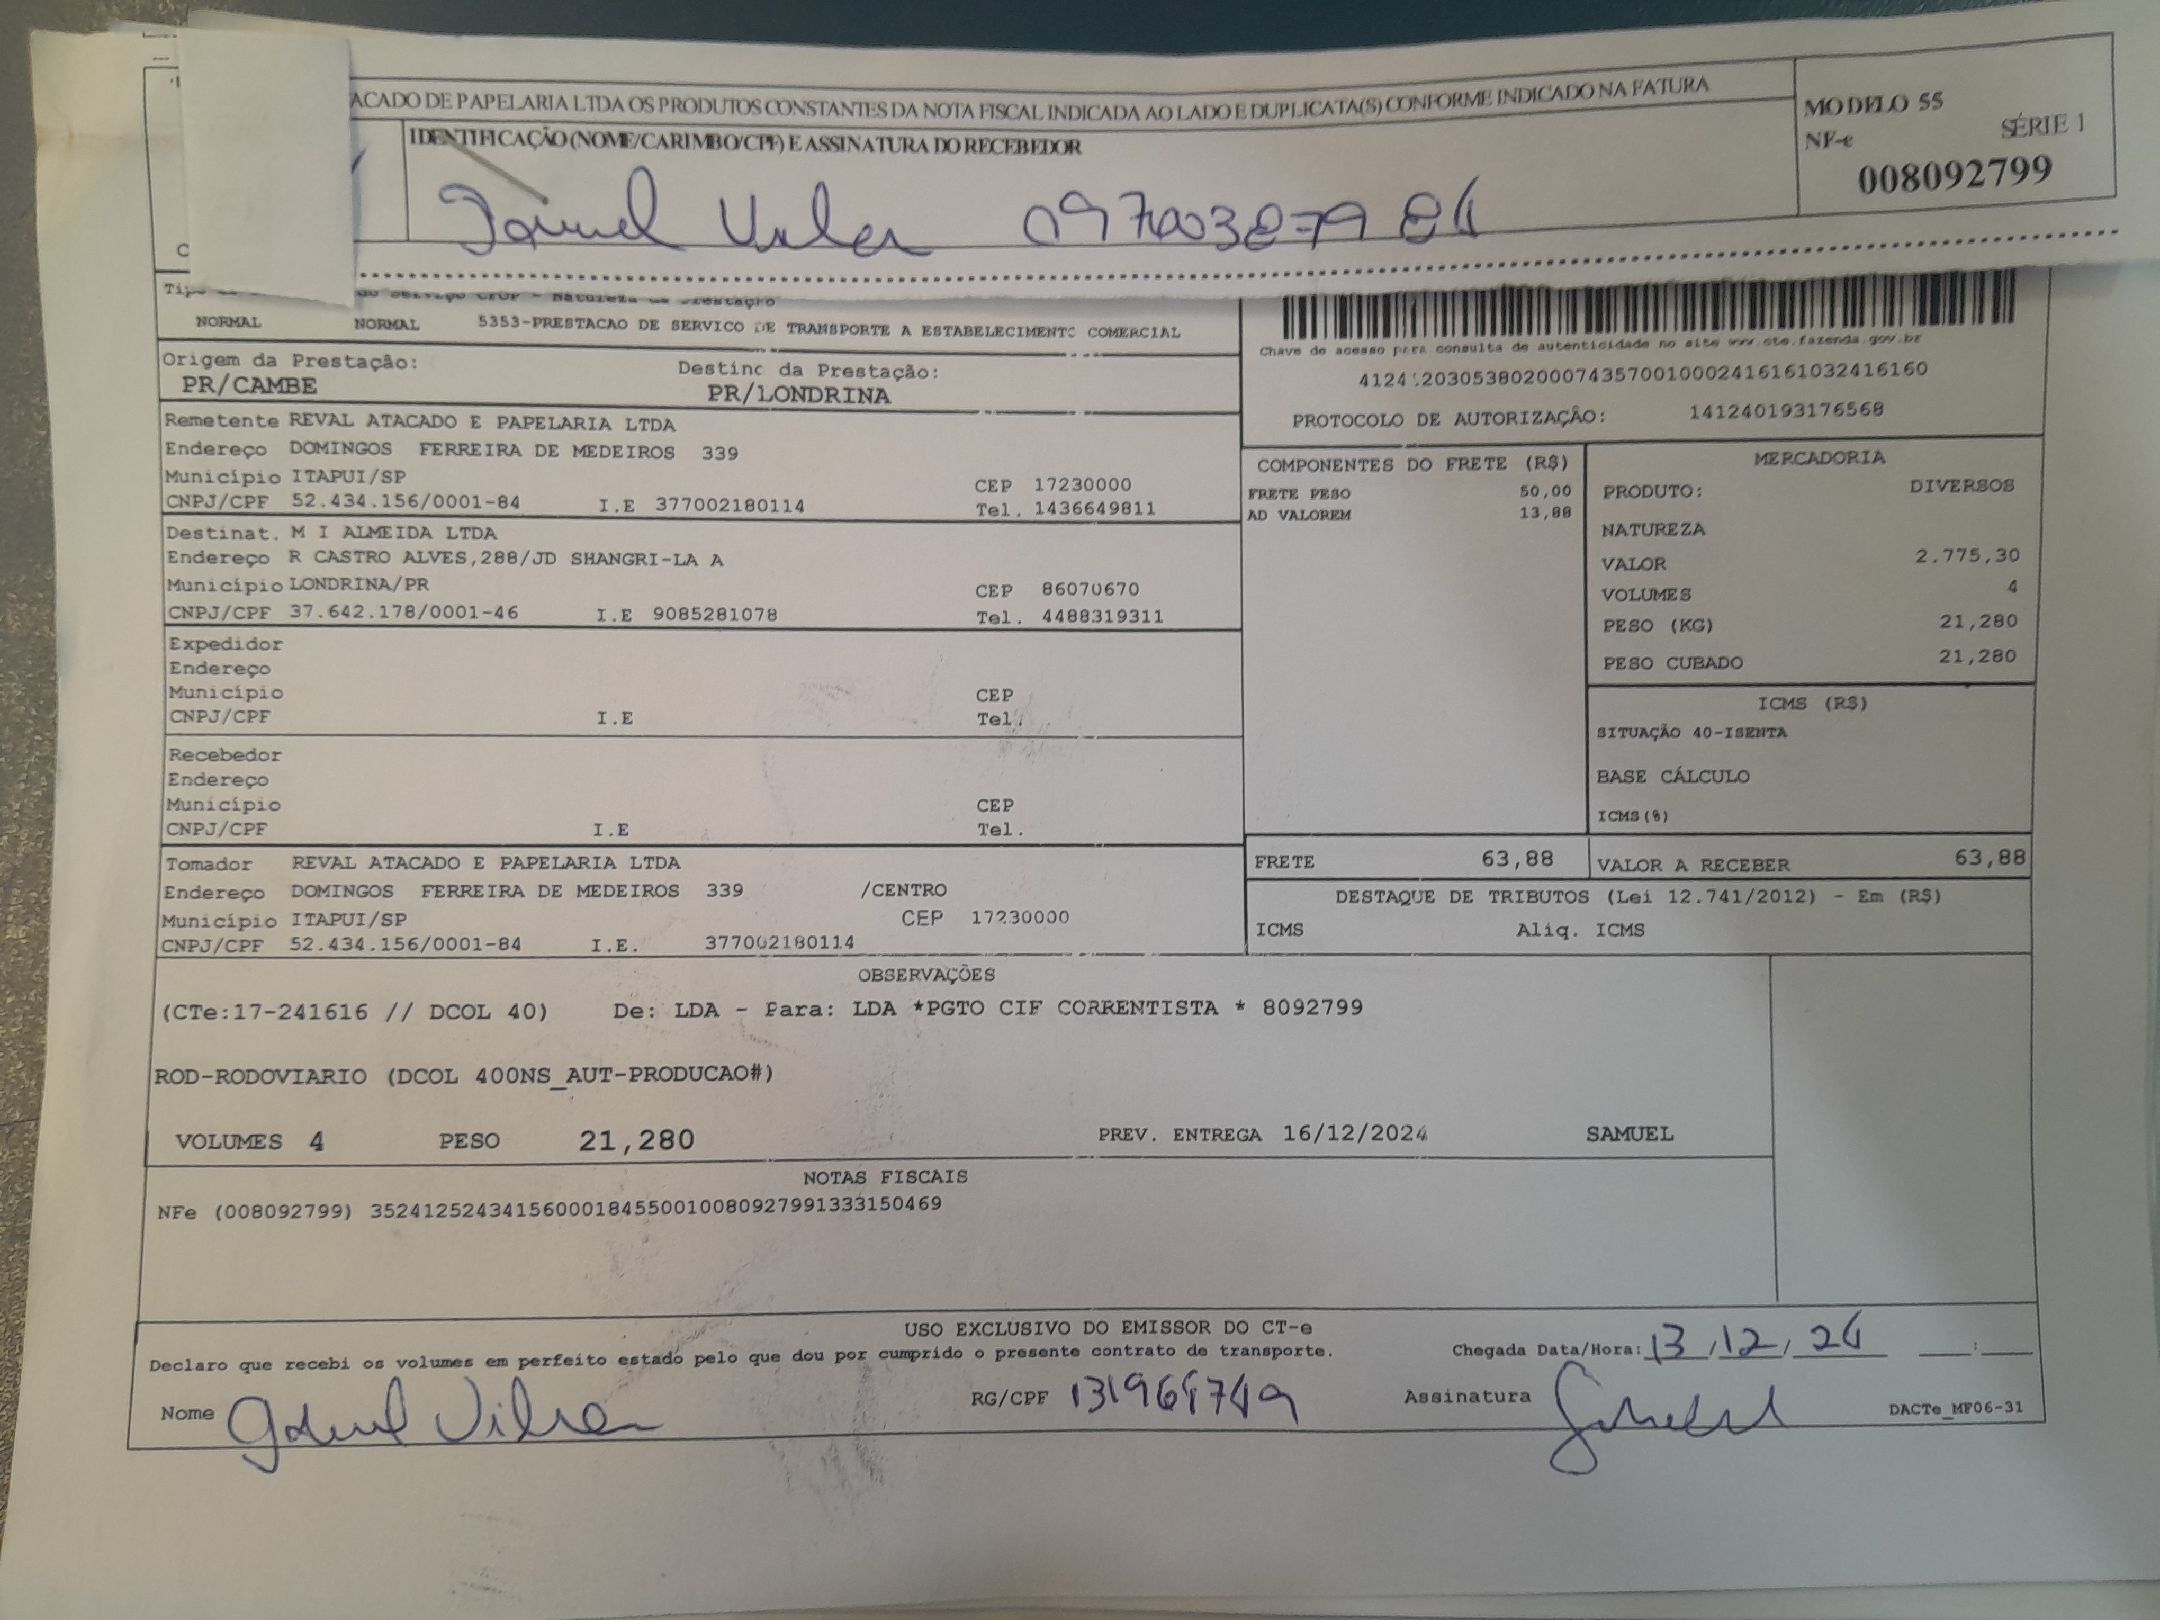 ACADO DE PAPELARIA LTDA OS PRODUTOS CONSTANTES DA NOTA FISCAL INDICADA AO LADO E DUPLICATA(S) CONFORME INDICADO NA FATURA
IDENTIFICAÇÃO (NOME/CARIMBO/CPF) E ASSINATURA DO RECEBEDOR
MODELO 55
NF-e SÉRIE 1
008092799
NORMAL NORMAL 5353-PRESTACAO DE SERVICO DE TRANSPORTE A ESTABELECIMENTO COMERCIAL
Origem da Prestação: Destino da Prestação:
PR/CAMBE PR/LONDRINA
Chave de acesso para consulta de autenticidade no site www.cte.fazenda.gov.br
PROTOCOLO DE AUTORIZAÇÃO: 141240193176568
Remetente REVAL ATACADO E PAPELARIA LTDA
Endereço DOMINGOS FERREIRA DE MEDEIROS 339
Município ITAPUI/SP CEP 17230000
CNPJ/CPF 52.434.156/0001-84 I.E 377002180114 Tel. 1436649811
Destinat. M I ALMEIDA LTDA
Endereço R CASTRO ALVES,288/JD SHANGRI-LA A
Município LONDRINA/PR CEP 86070670
CNPJ/CPF 37.642.178/0001-46 I.E 9085281078 Tel. 4488319311
Expedidor
Endereço
Município CEP
CNPJ/CPF I.E Tel.
Recebedor
Endereço
Município CEP
CNPJ/CPF I.E Tel.
Tomador REVAL ATACADO E PAPELARIA LTDA
Endereço DOMINGOS FERREIRA DE MEDEIROS 339 /CENTRO
Município ITAPUI/SP CEP 17230000
CNPJ/CPF 52.434.156/0001-84 I.E. 377002180114
COMPONENTES DO FRETE (R$)
FRETE PESO 50,00
AD VALOREM 13,88
MERCADORIA
PRODUTO: DIVERSOS
NATUREZA
VALOR 2.775,30
VOLUMES 4
PESO (KG) 21,280
PESO CUBADO 21,280
ICMS (R$)
SITUAÇÃO 40-ISENTA
BASE CÁLCULO
ICMS(%)
FRETE 63,88 VALOR A RECEBER 63,88
DESTAQUE DE TRIBUTOS (Lei 12.741/2012) - Em (R$)
ICMS Aliq. ICMS
OBSERVAÇÕES
(CTe:17-241616 // DCOL 40) De: LDA - Para: LDA *PGTO CIF CORRENTISTA * 8092799
ROD-RODOVIARIO (DCOL 400NS_AUT-PRODUCAO#)
VOLUMES 4 PESO 21,280 PREV. ENTREGA 16/12/2024 SAMUEL
NOTAS FISCAIS
NFe (008092799) 35241252434156000184550010080927991333150469
USO EXCLUSIVO DO EMISSOR DO CT-e
Declaro que recebi os volumes em perfeito estado pelo que dou por cumprido o presente contrato de transporte. Chegada Data/Hora: 13/12/24 :
Nome RG/CPF Assinatura DACTe_MF06-31